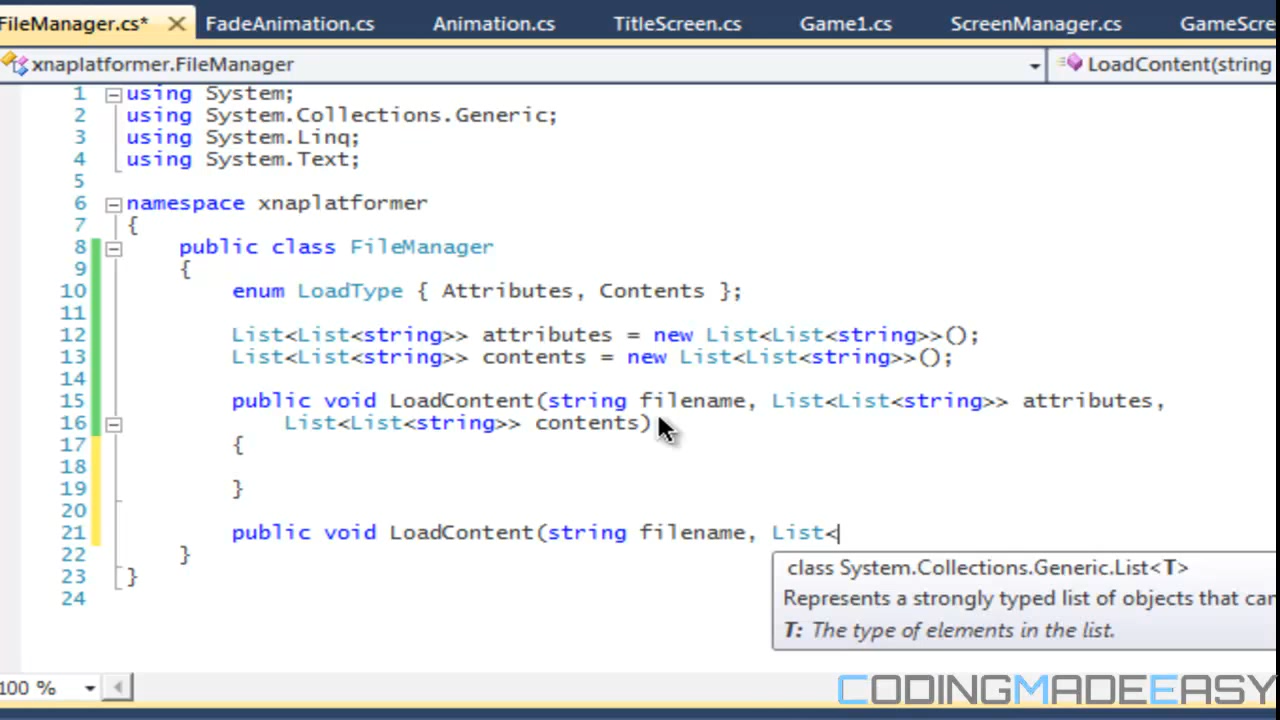 FileManager.cs* FadeAnimation.cs Animation.cs TitleScreen.cs Game1.cs ScreenManager.cs GameScre
xnaplatformer.FileManager LoadContent(string
1 using System;
2 using System.Collections.Generic;
3 using System.Linq;
4 using System.Text;
5
6 namespace xnaplatformer
7 {
8 public class FileManager
9 {
10 enum LoadType { Attributes, Contents };
11
12 List<List<string>> attributes = new List<List<string>>();
13 List<List<string>> contents = new List<List<string>>();
14
15 public void LoadContent(string filename, List<List<string>> attributes,
16 List<List<string>> contents)
17 {
18
19 }
20
21 public void LoadContent(string filename, List<
22 }
23 }
24
class System.Collections.Generic.List<T>
Represents a strongly typed list of objects that can
T: The type of elements in the list.
100 %
CODINGMADEEASY